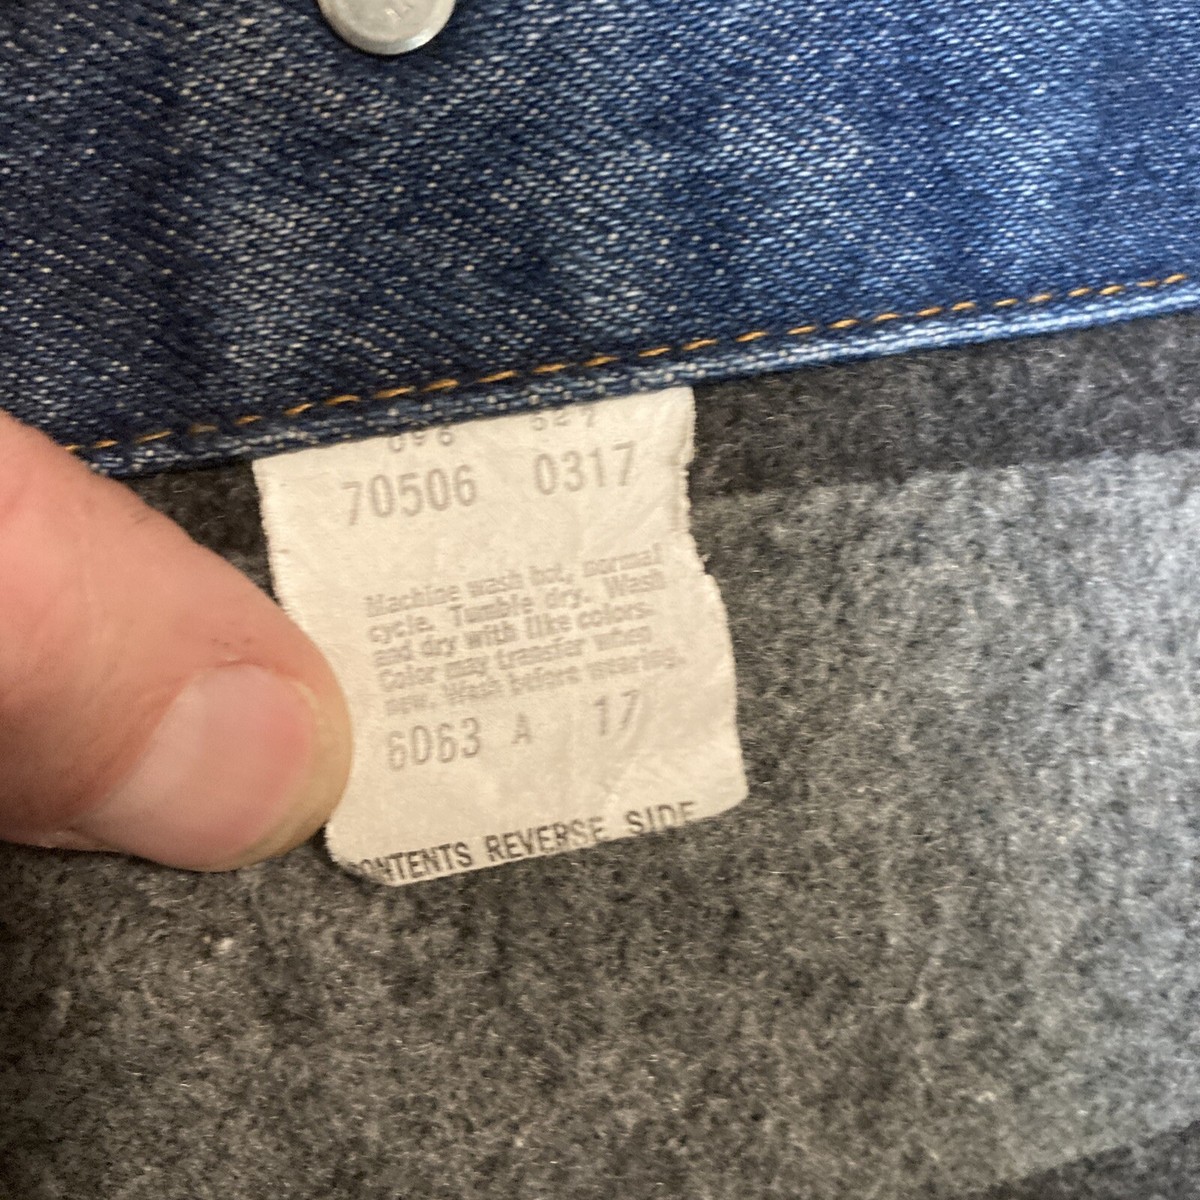 70506 0317
Machine wash hot, normal
cycle. Tumble dry. Wash
and dry with like colors.
Color may transfer when
new. Wash before wearing.
6063 A 17
CONTENTS REVERSE SIDE